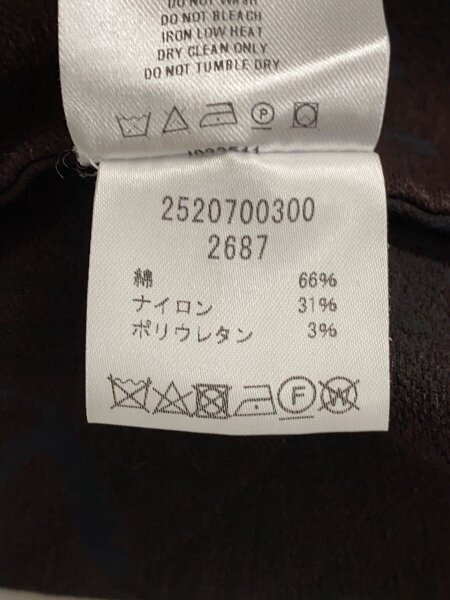 DO NOT WASH
DO NOT BLEACH
IRON LOW HEAT
DRY CLEAN ONLY
DO NOT TUMBLE DRY
P
2520700300
2687
綿 66%
ナイロン 31%
ポリウレタン 3%
F W